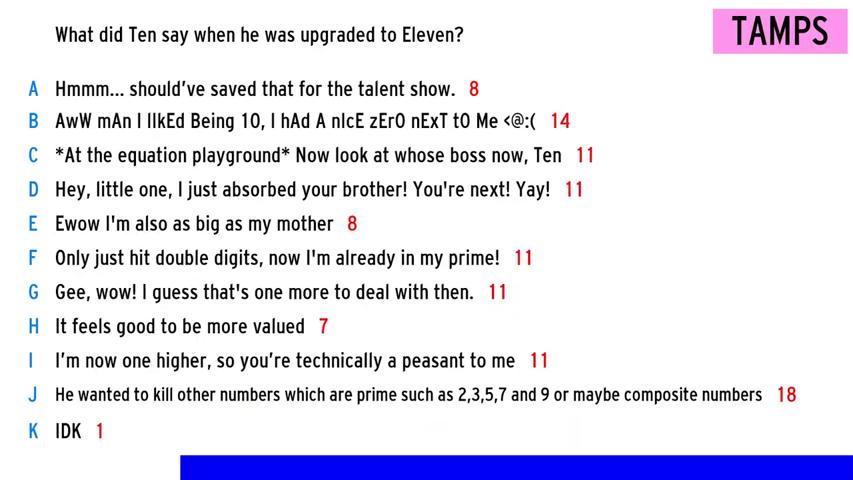 What did Ten say when he was upgraded to Eleven?
TAMPS
A Hmmm... should've saved that for the talent show. 8
B AwW mAn I lIkEd Being 10, I hAd A nIcE zErO nExT tO Me <@:( 14
C *At the equation playground* Now look at whose boss now, Ten 11
D Hey, little one, I just absorbed your brother! You're next! Yay! 11
E Ewow I'm also as big as my mother 8
F Only just hit double digits, now I'm already in my prime! 11
G Gee, wow! I guess that's one more to deal with then. 11
H It feels good to be more valued 7
I I'm now one higher, so you're technically a peasant to me 11
J He wanted to kill other numbers which are prime such as 2,3,5,7 and 9 or maybe composite numbers 18
K IDK 1